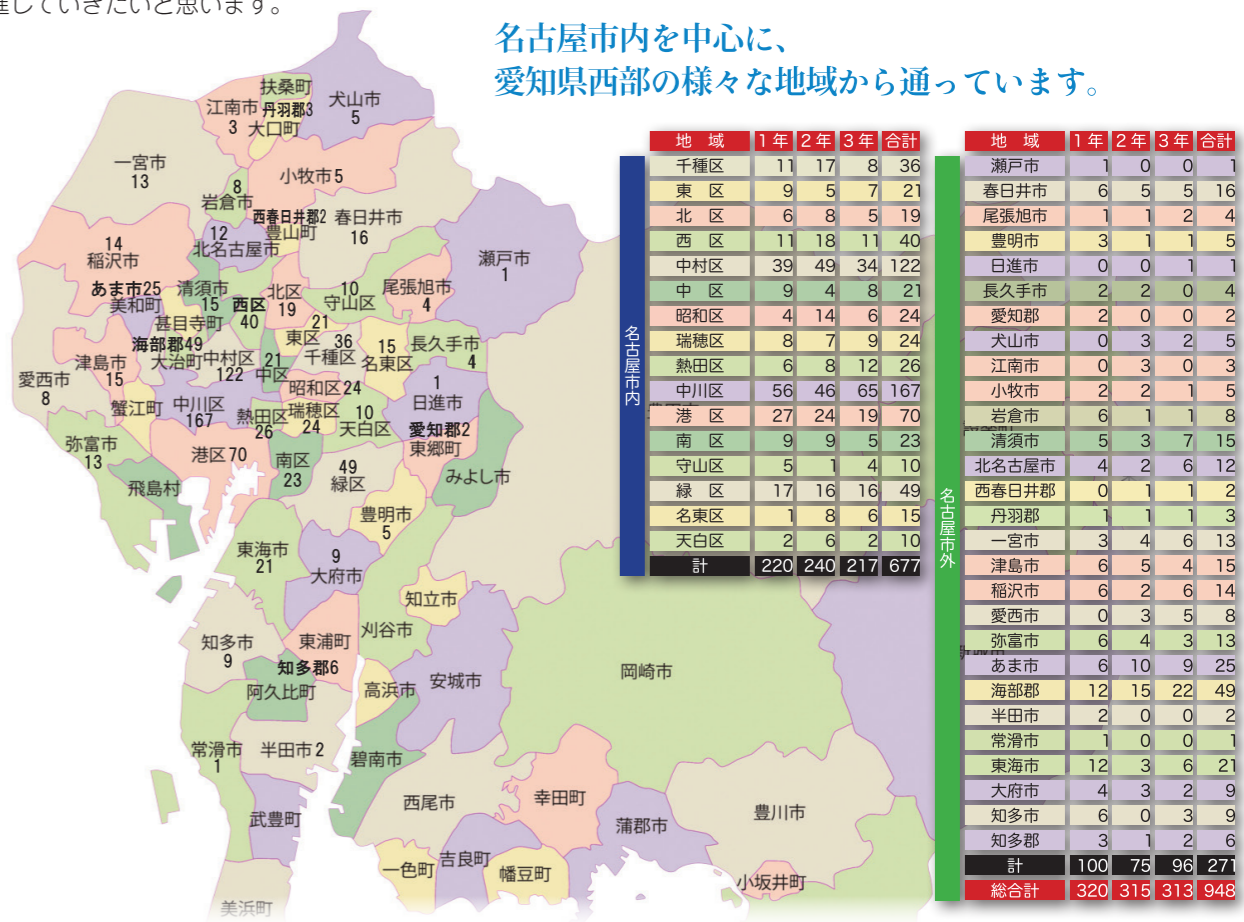 進していきたいと思います。
名古屋市内を中心に、
愛知県西部の様々な地域から通っています。
扶桑町
江南市 丹羽郡3 犬山市
3 大口町 5
一宮市
13
小牧市5
8
岩倉市
西春日井郡2
豊山町
春日井市
16
12
北名古屋市
瀬戸市
1
14
稲沢市
あま市25
美和町
清須市
15
甚目寺町
西区
40
北区
19
10
守山区
尾張旭市
4
海部郡49
大治町
中村区
122
21
東区
36
千種区
15
名東区
長久手市
4
津島市
15
愛西市
8
21
中区
昭和区24
1
日進市
蟹江町
中川区
167
熱田区
26
瑞穂区
24
10
天白区
愛知郡2
東郷町
弥富市
13
港区70
南区
23
49
緑区
みよし市
飛島村
豊明市
5
東海市
21
9
大府市
知立市
刈谷市
知多市
9
東浦町
知多郡6
阿久比町
高浜市
安城市
岡崎市
常滑市
1
半田市2
碧南市
武豊町
西尾市
幸田町
蒲郡市
豊川市
一色町
吉良町
幡豆町
小坂井町
美浜町
名古屋市内
地 域 1年 2年 3年 合計
千種区 11 17 8 36
東 区 9 5 7 21
北 区 6 8 5 19
西 区 11 18 11 40
中村区 39 49 34 122
中 区 9 4 8 21
昭和区 4 14 6 24
瑞穂区 8 7 9 24
熱田区 6 8 12 26
中川区 56 46 65 167
港 区 27 24 19 70
南 区 9 9 5 23
守山区 5 1 4 10
緑 区 17 16 16 49
名東区 1 8 6 15
天白区 2 6 2 10
計 220 240 217 677
名古屋市外
地 域 1年 2年 3年 合計
瀬戸市 1 0 0 1
春日井市 6 5 5 16
尾張旭市 1 1 2 4
豊明市 3 1 1 5
日進市 0 0 1 1
長久手市 2 2 0 4
愛知郡 2 0 0 2
犬山市 0 3 2 5
江南市 0 3 0 3
小牧市 2 2 1 5
岩倉市 6 1 1 8
清須市 5 3 7 15
北名古屋市 4 2 6 12
西春日井郡 0 1 1 2
丹羽郡 1 1 1 3
一宮市 3 4 6 13
津島市 6 5 4 15
稲沢市 6 2 6 14
愛西市 0 3 5 8
弥富市 6 4 3 13
あま市 6 10 9 25
海部郡 12 15 22 49
半田市 2 0 0 2
常滑市 1 0 0 1
東海市 12 3 6 21
大府市 4 3 2 9
知多市 6 0 3 9
知多郡 3 1 2 6
計 100 75 96 271
総合計 320 315 313 948